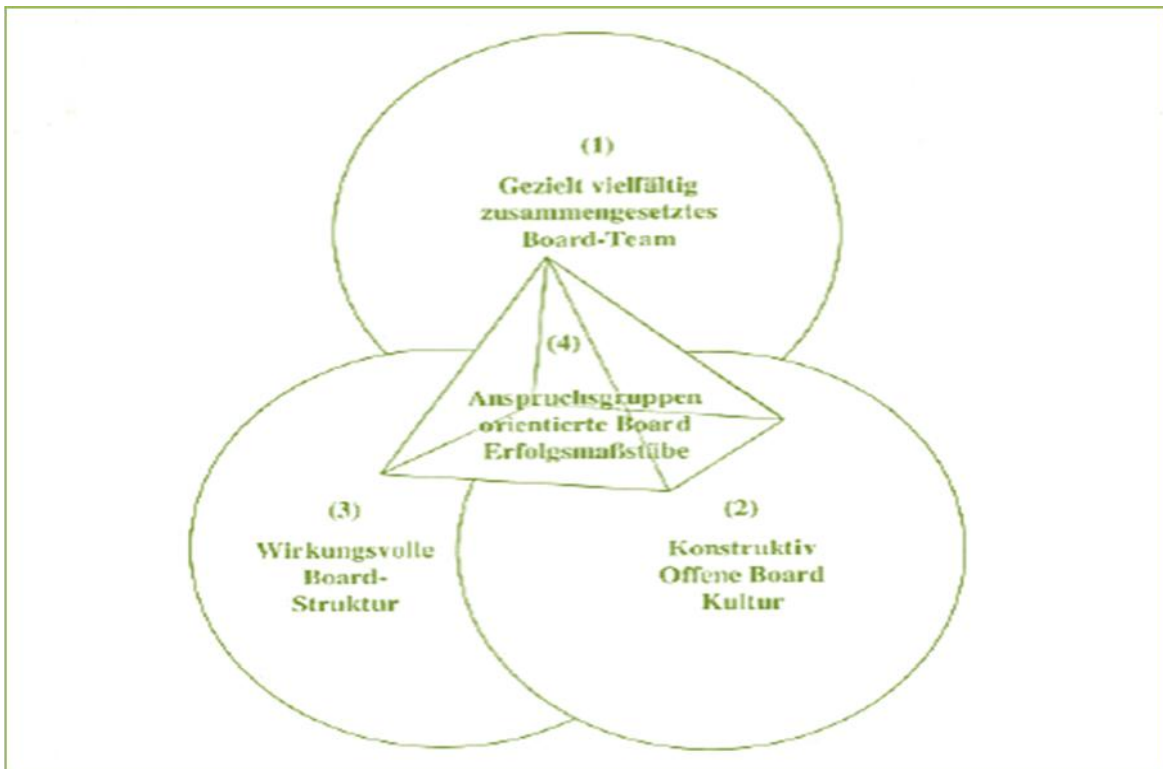 (1)
Gezielt vielfältig
zusammengesetztes
Board-Team
(4)
Anspruchsgruppen
orientierte Board
Erfolgsmaßstäbe
(3)
Wirkungsvolle
Board-
Struktur
(2)
Konstruktiv
Offene Board
Kultur